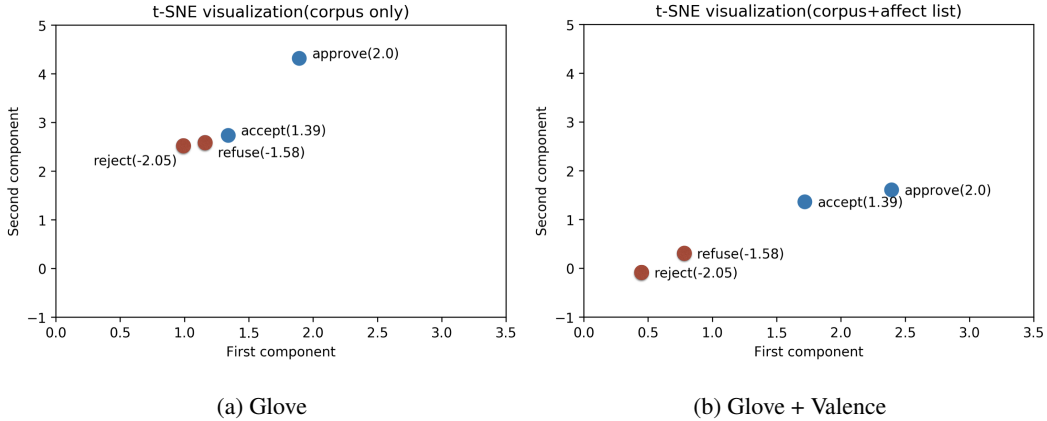 t-SNE visualization(corpus only)
5
4
3
2
1
0
−1
0.0 0.5 1.0 1.5 2.0 2.5 3.0 3.5
First component
Second component
approve(2.0)
accept(1.39)
refuse(-1.58)
reject(-2.05)
(a) Glove
t-SNE visualization(corpus+affect list)
5
4
3
2
1
0
−1
0.0 0.5 1.0 1.5 2.0 2.5 3.0 3.5
First component
Second component
approve(2.0)
accept(1.39)
refuse(-1.58)
reject(-2.05)
(b) Glove + Valence